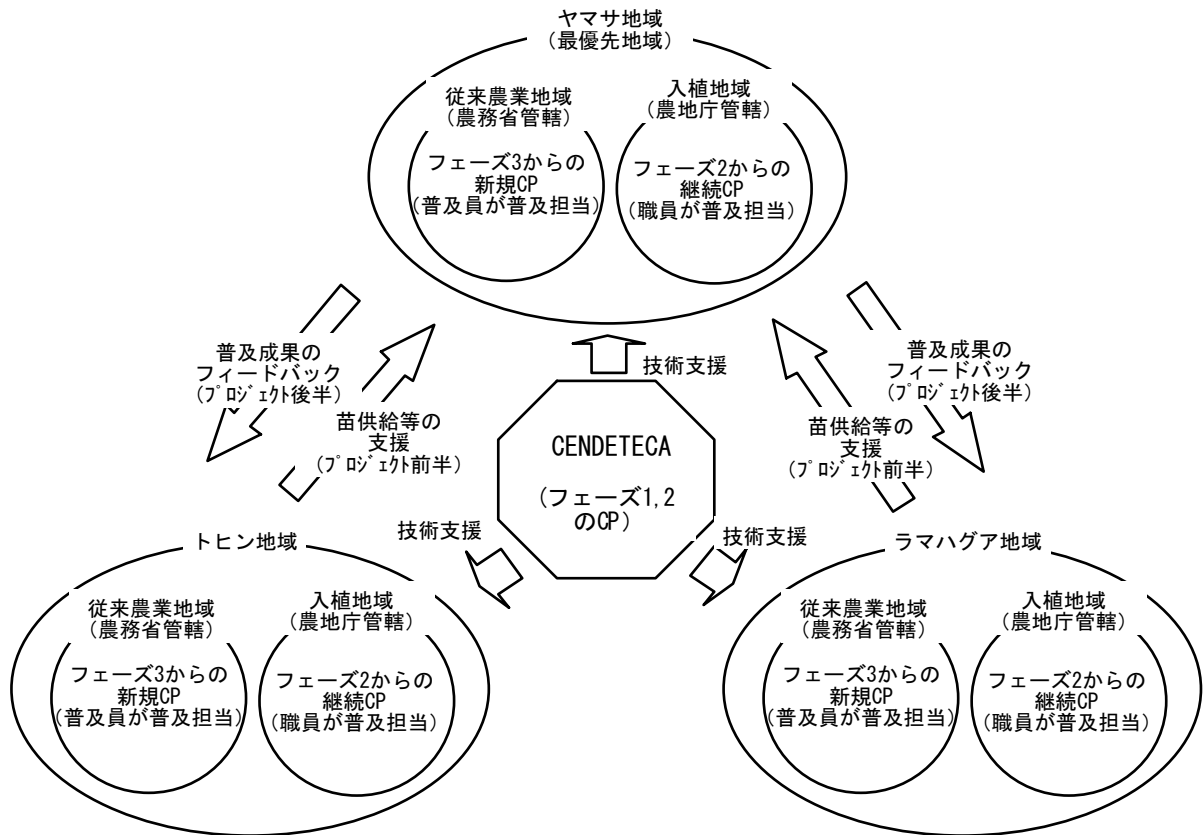 ヤマサ地域
(最優先地域)
従来農業地域
(農務省管轄)
フェーズ3からの
新規CP
(普及員が普及担当)
入植地域
(農地庁管轄)
フェーズ2からの
継続CP
(職員が普及担当)
普及成果の
フィードバック
(ﾌﾟﾛｼﾞｪｸﾄ後半)
苗供給等の
支援
(ﾌﾟﾛｼﾞｪｸﾄ前半)
技術支援
普及成果の
フィードバック
(ﾌﾟﾛｼﾞｪｸﾄ後半)
苗供給等の
支援
(ﾌﾟﾛｼﾞｪｸﾄ前半)
CENDETECA
(フェーズ1,2
のCP)
技術支援
技術支援
トヒン地域
従来農業地域
(農務省管轄)
フェーズ3からの
新規CP
(普及員が普及担当)
入植地域
(農地庁管轄)
フェーズ2からの
継続CP
(職員が普及担当)
ラマハグア地域
従来農業地域
(農務省管轄)
フェーズ3からの
新規CP
(普及員が普及担当)
入植地域
(農地庁管轄)
フェーズ2からの
継続CP
(職員が普及担当)